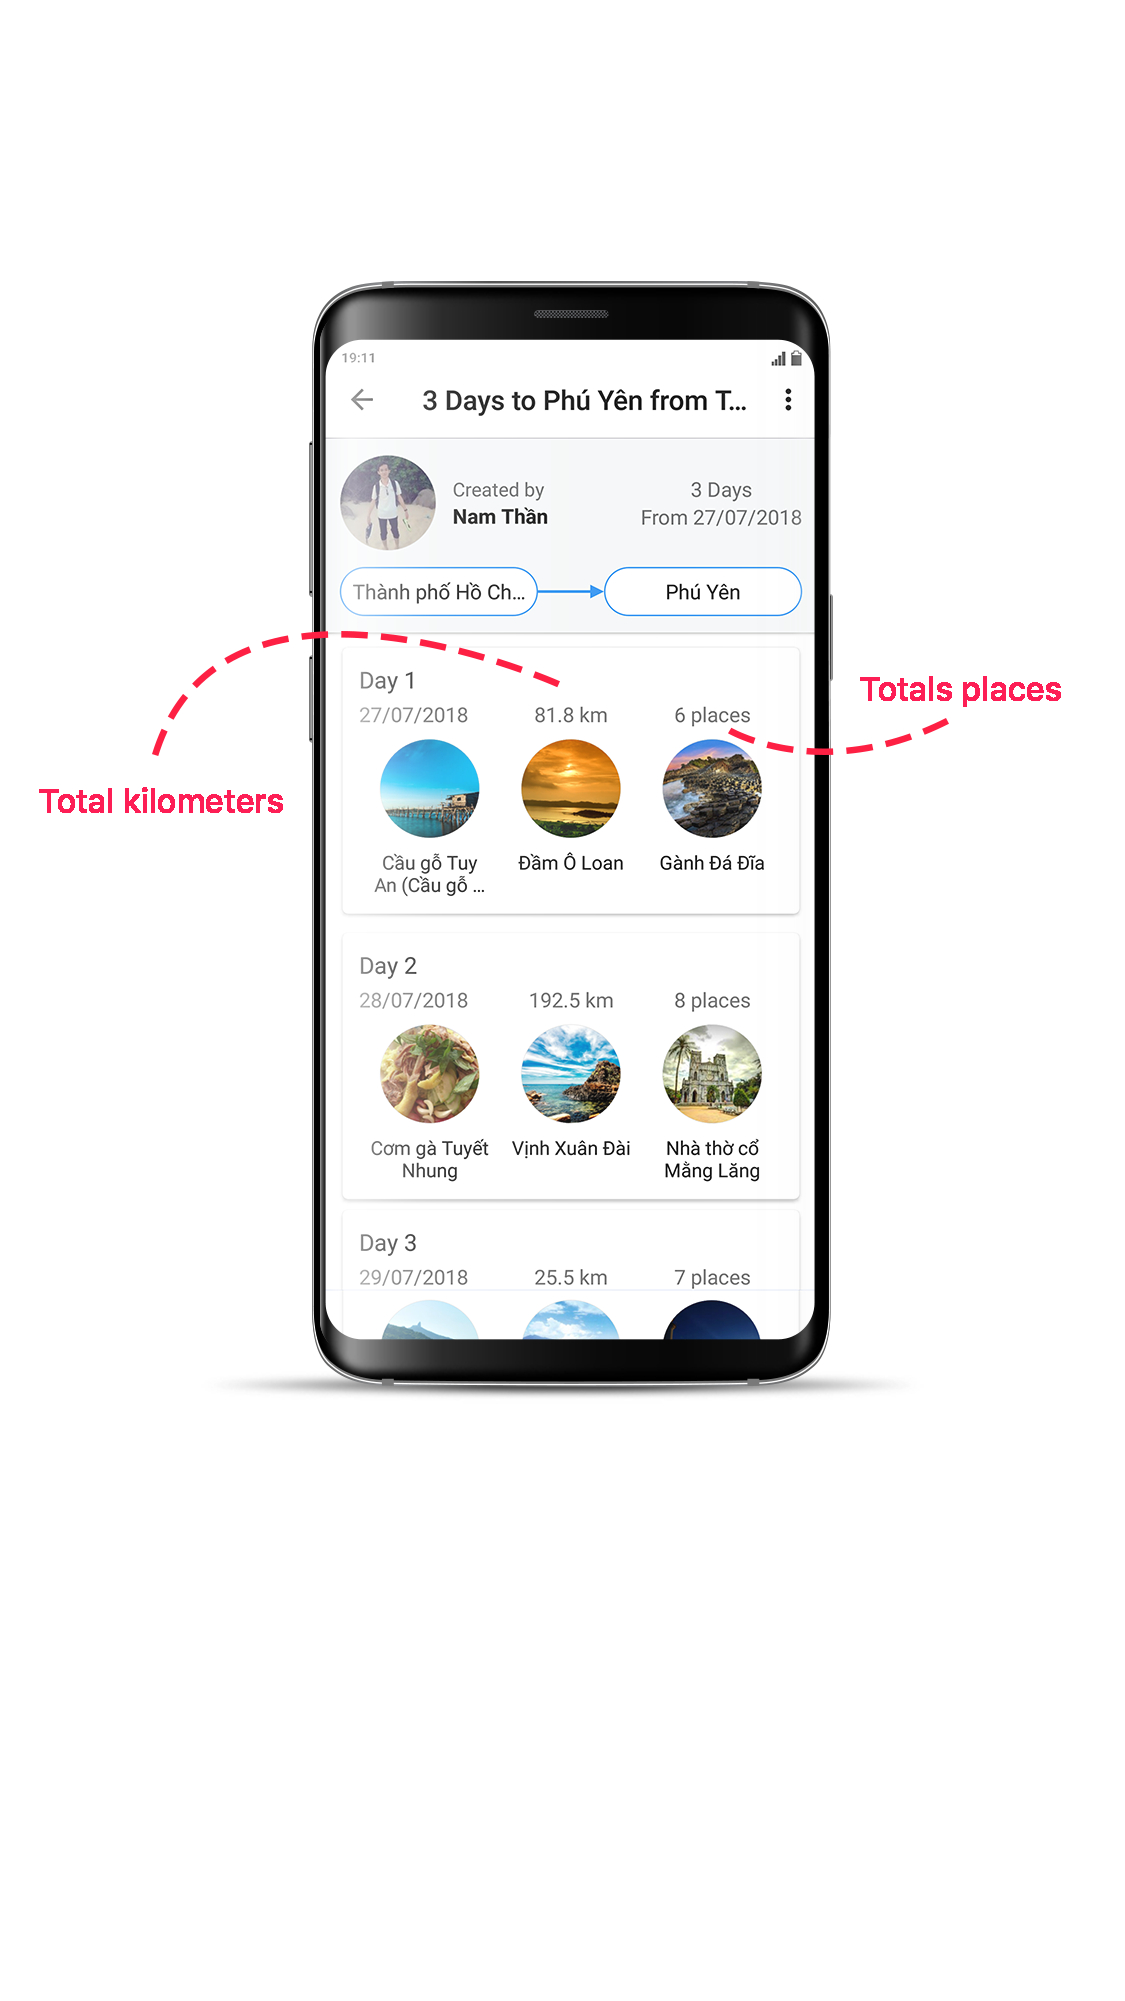 19:11
3 Days to Phú Yên from T...
Created by
Nam Thần
3 Days
From 27/07/2018
Thành phố Hồ Ch...
Phú Yên
Total kilometers
Totals places
Day 1
27/07/2018 81.8 km 6 places
Cầu gỗ Tuy
An (Cầu gỗ ...
Đầm Ô Loan
Gành Đá Đĩa
Day 2
28/07/2018 192.5 km 8 places
Cơm gà Tuyết
Nhung
Vịnh Xuân Đài
Nhà thờ cổ
Mằng Lăng
Day 3
29/07/2018 25.5 km 7 places